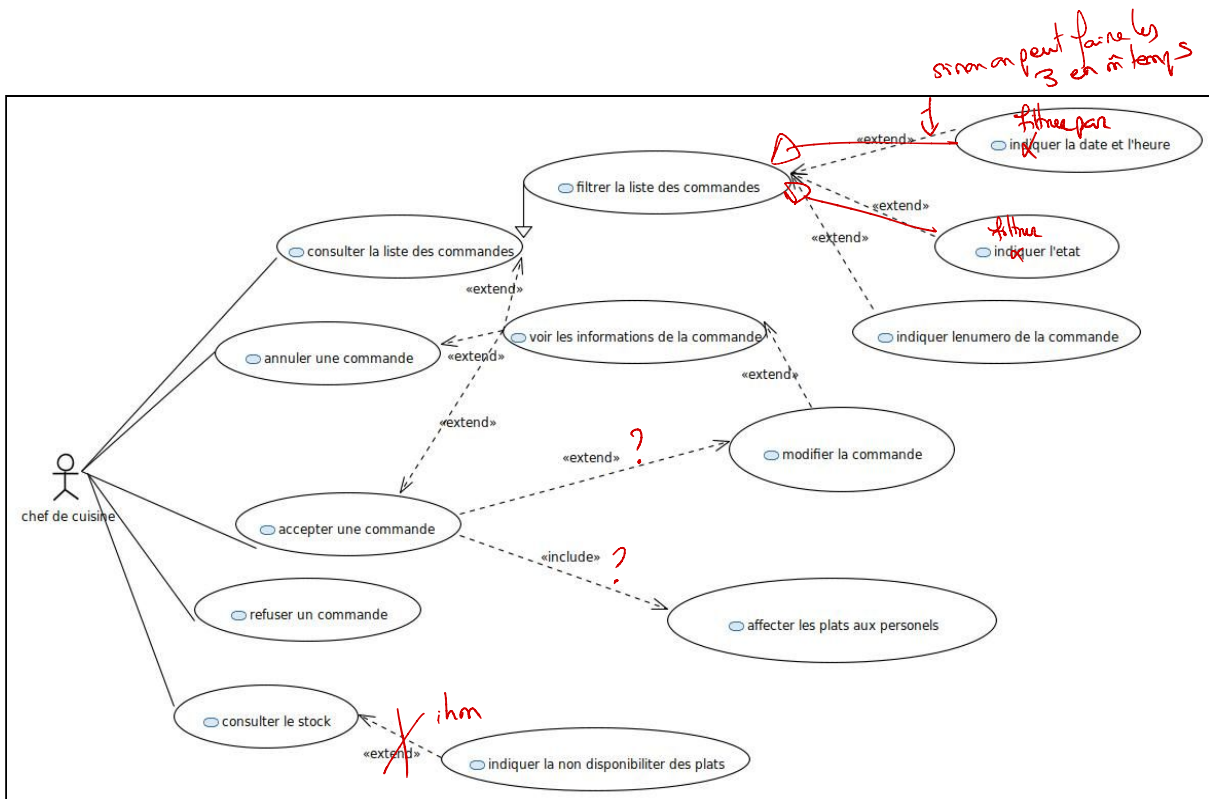 sinon on peut faire les
3 en m̂ temps
filtrer par
«extend»
indiquer la date et l'heure
filtrer la liste des commandes
«extend»
filtrer
consulter la liste des commandes
«extend»
indiquer l'etat
«extend»
voir les informations de la commande
indiquer lenumero de la commande
annuler une commande
«extend»
«extend»
«extend»
?
«extend»
modifier la commande
chef de cuisine
accepter une commande
«include»
?
refuser un commande
affecter les plats aux personels
ihm
consulter le stock
«extend»
indiquer la non disponibiliter des plats